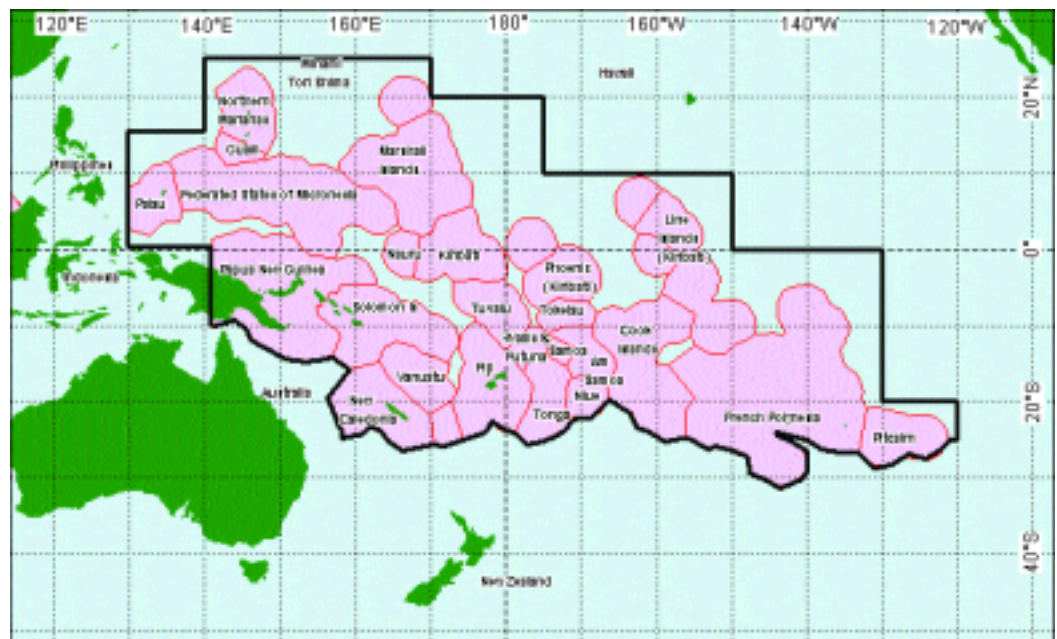 120°E 140°E 160°E 180° 160°W 140°W 120°W
Hawaii
Northern
Marianas
20°N
Guam
Marshall
Islands
Philippines
Palau
Federated States of Micronesia
Line
Islands
(Kiribati)
Nauru
Kiribati
0°
Papua New Guinea
Phoenix
(Kiribati)
Indonesia
Solomon Is
Tuvalu
Tokelau
Cook
Islands
Wallis &
Futuna
Samoa
Fiji
Am
Samoa
Vanuatu
Australia
Niue
New
Caledonia
Tonga
French Polynesia
20°S
Pitcairn
40°S
New Zealand